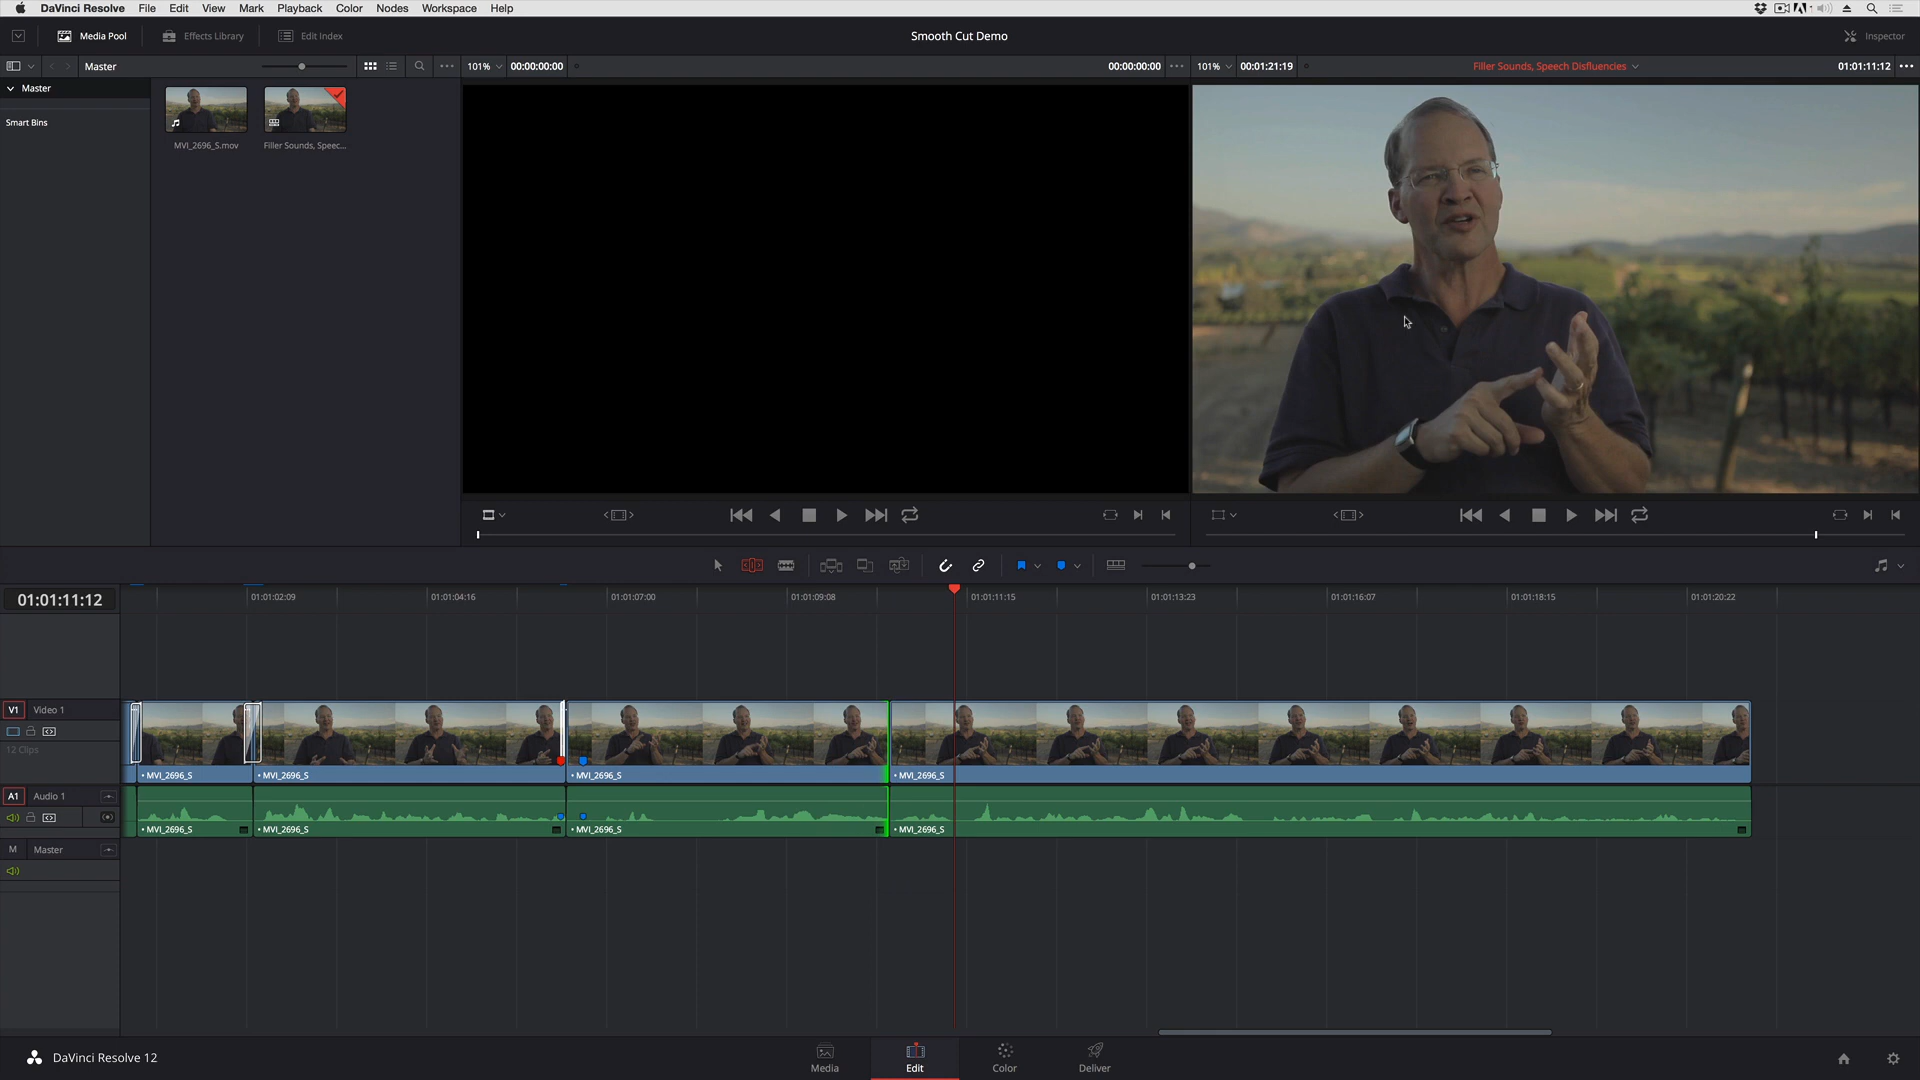 DaVinci Resolve File Edit View Mark Playback Color Nodes Workspace Help
Media Pool Effects Library Edit Index Smooth Cut Demo Inspector
Master 101% 00:00:00:00 00:00:00:00 101% 00:01:21:19 Filler Sounds, Speech Disfluencies 01:01:11:12
Master
Smart Bins
MVI_2696_S.mov Filler Sounds, Speec...
01:01:11:12 01:01:02:09 01:01:04:16 01:01:07:00 01:01:09:08 01:01:11:15 01:01:13:23 01:01:16:07 01:01:18:15 01:01:20:22
V1 Video 1
12 Clips
• MVI_2696_S • MVI_2696_S • MVI_2696_S • MVI_2696_S
A1 Audio 1
• MVI_2696_S • MVI_2696_S • MVI_2696_S • MVI_2696_S
M Master
DaVinci Resolve 12 Media Edit Color Deliver